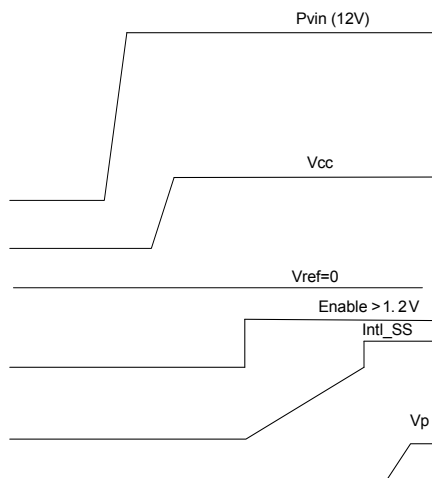 Pvin (12V)
Vcc
Vref=0
Enable >1.2V
Intl_SS
Vp